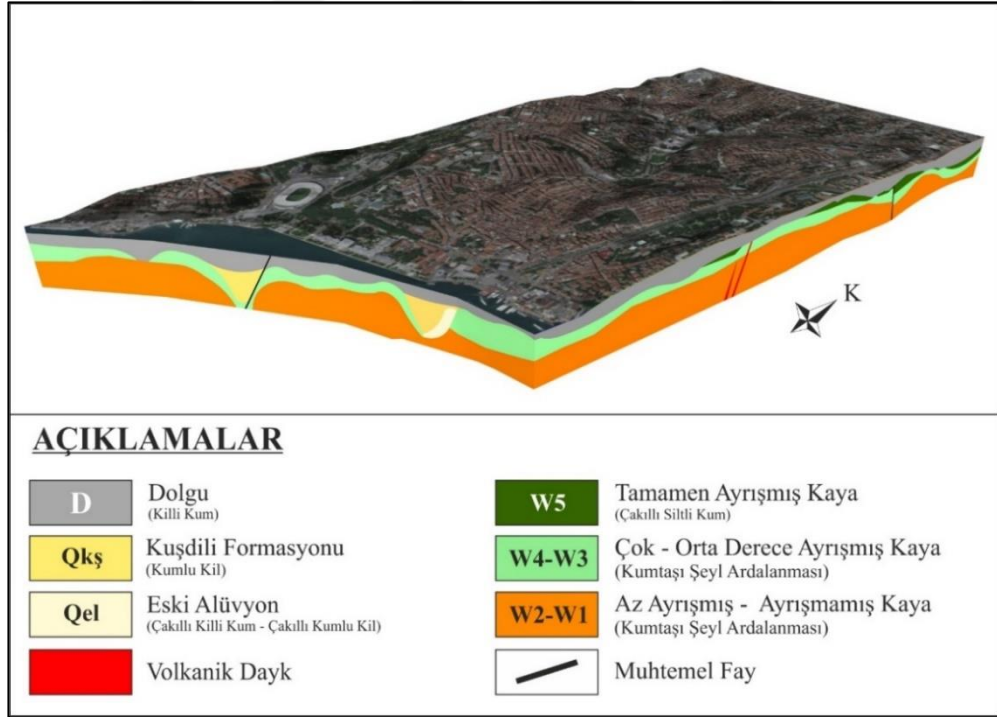 K
AÇIKLAMALAR
D
Dolgu
(Killi Kum)
Qkş
Kuşdili Formasyonu
(Kumlu Kil)
Qel
Eski Alüvyon
(Çakıllı Killi Kum - Çakıllı Kumlu Kil)
Volkanik Dayk
W5
Tamamen Ayrışmış Kaya
(Çakıllı Siltli Kum)
W4-W3
Çok - Orta Derece Ayrışmış Kaya
(Kumtaşı Şeyl Ardalanması)
W2-W1
Az Ayrışmış - Ayrışmamış Kaya
(Kumtaşı Şeyl Ardalanması)
Muhtemel Fay